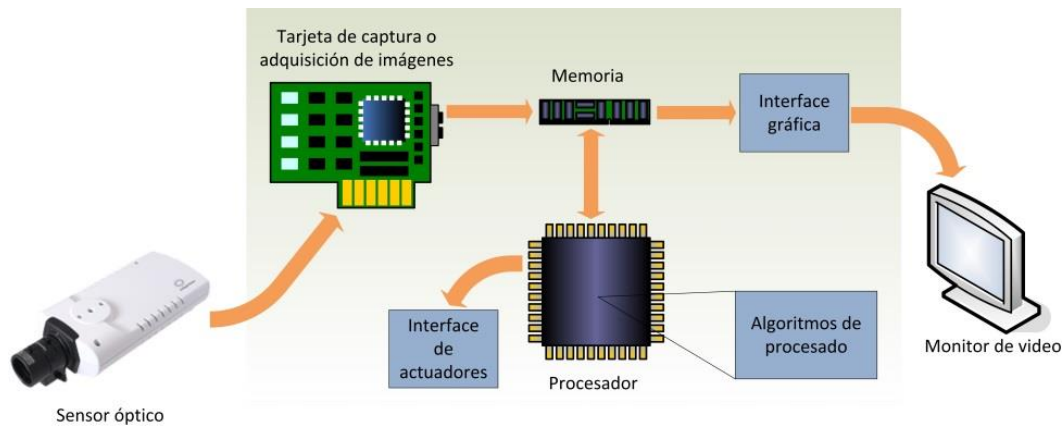 Tarjeta de captura o
adquisición de imágenes
Memoria
Interface
gráfica
Interface
de
actuadores
Procesador
Algoritmos de
procesado
Monitor de video
Sensor óptico